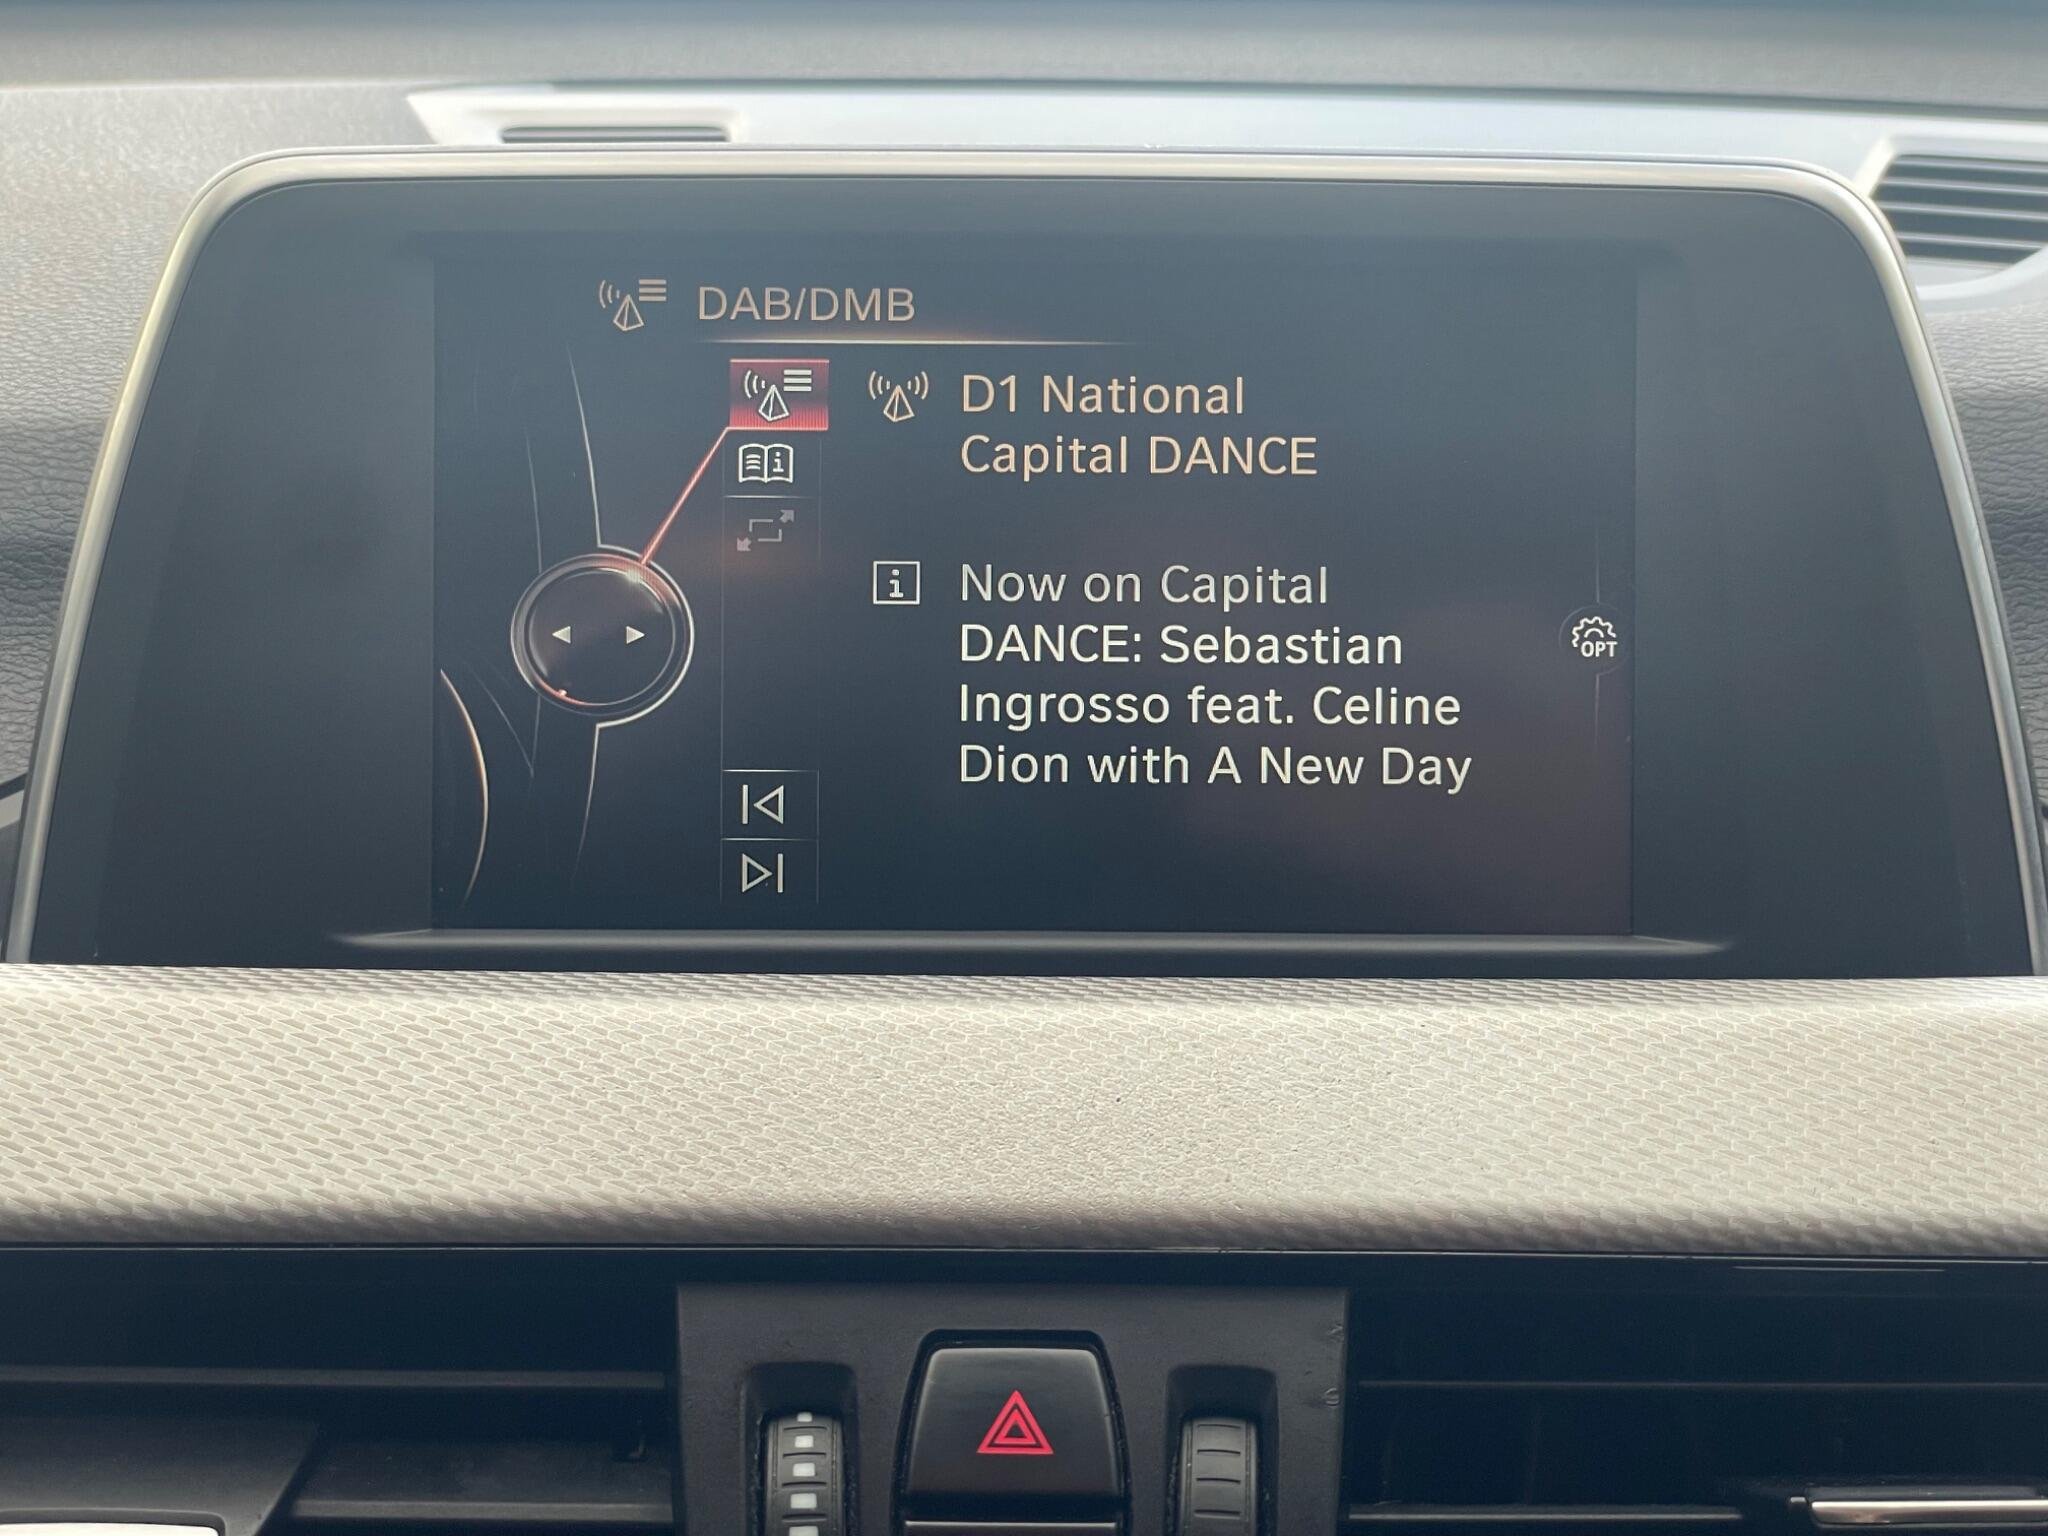 DAB/DMB
D1 National
Capital DANCE
Now on Capital
DANCE: Sebastian
Ingrosso feat. Celine
Dion with A New Day
OPT